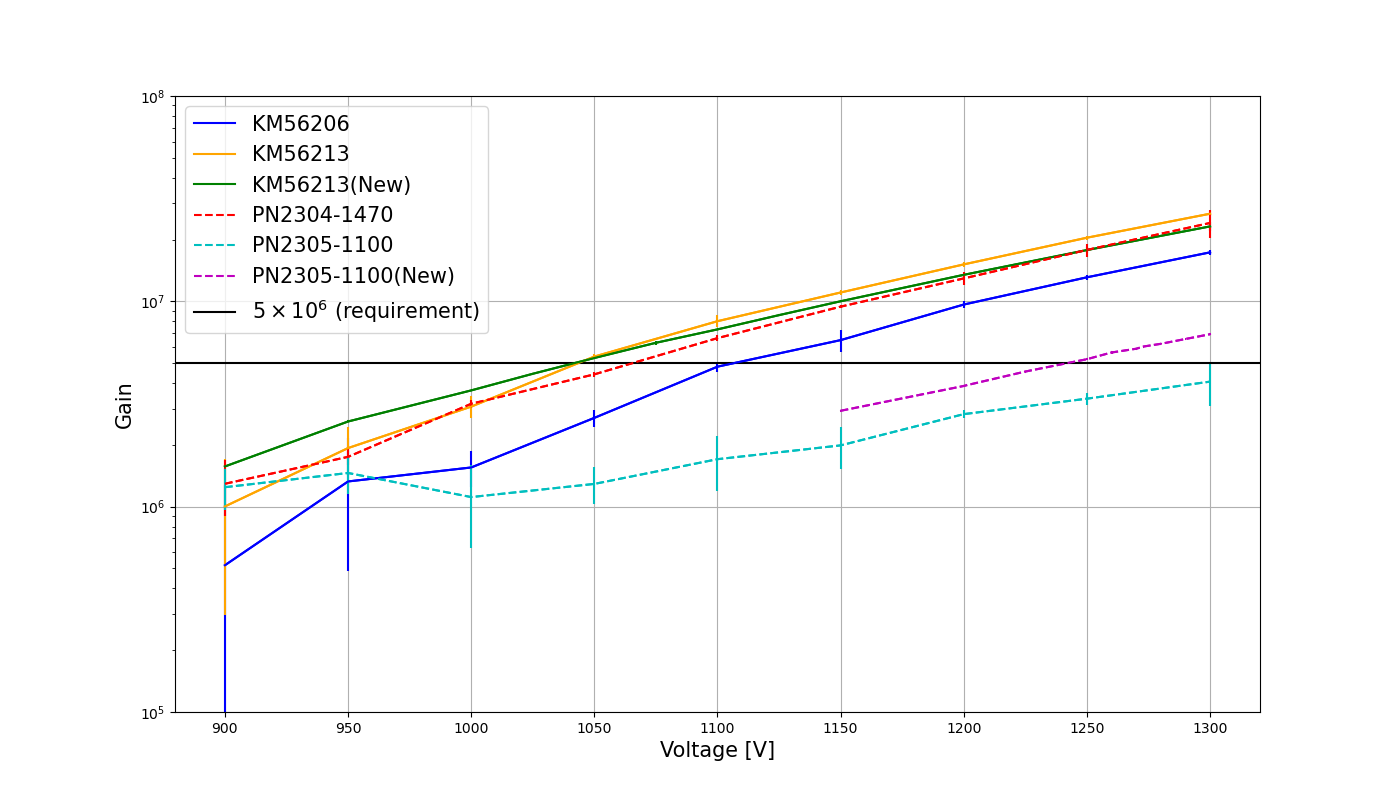 10⁸
10⁷
10⁶
10⁵
Gain
KM56206
KM56213
KM56213(New)
PN2304-1470
PN2305-1100
PN2305-1100(New)
5 × 10⁶ (requirement)
900 950 1000 1050 1100 1150 1200 1250 1300
Voltage [V]